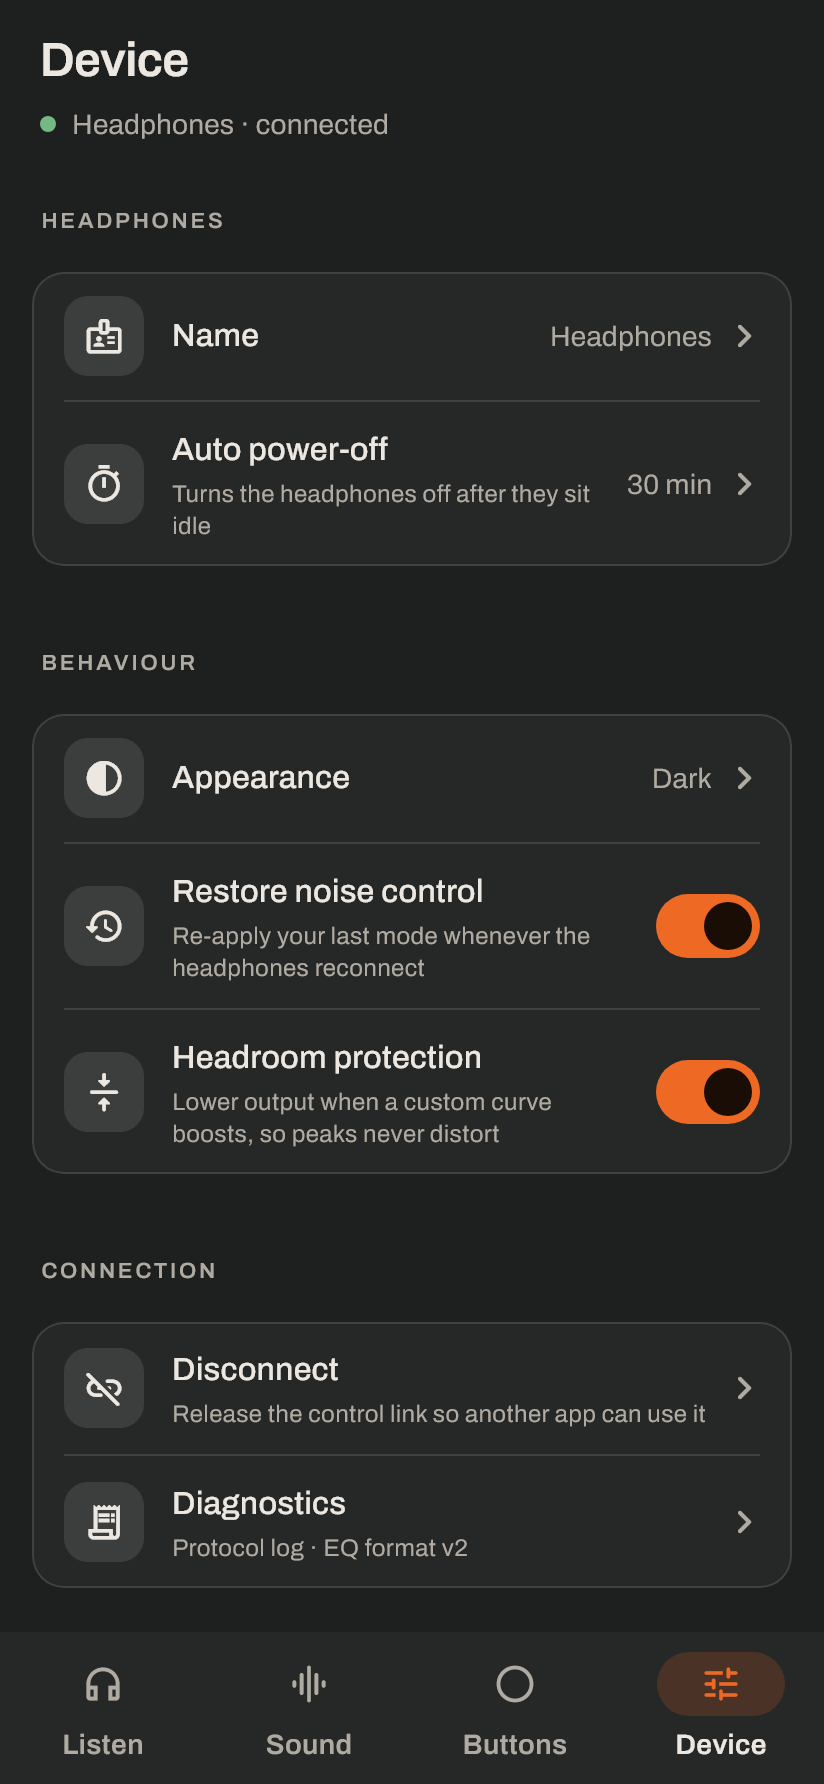 Device
Headphones · connected
HEADPHONES
Name
Headphones
Auto power-off
Turns the headphones off after they sit
idle
30 min
BEHAVIOUR
Appearance
Dark
Restore noise control
Re-apply your last mode whenever the
headphones reconnect
Headroom protection
Lower output when a custom curve
boosts, so peaks never distort
CONNECTION
Disconnect
Release the control link so another app can use it
Diagnostics
Protocol log · EQ format v2
Listen
Sound
Buttons
Device